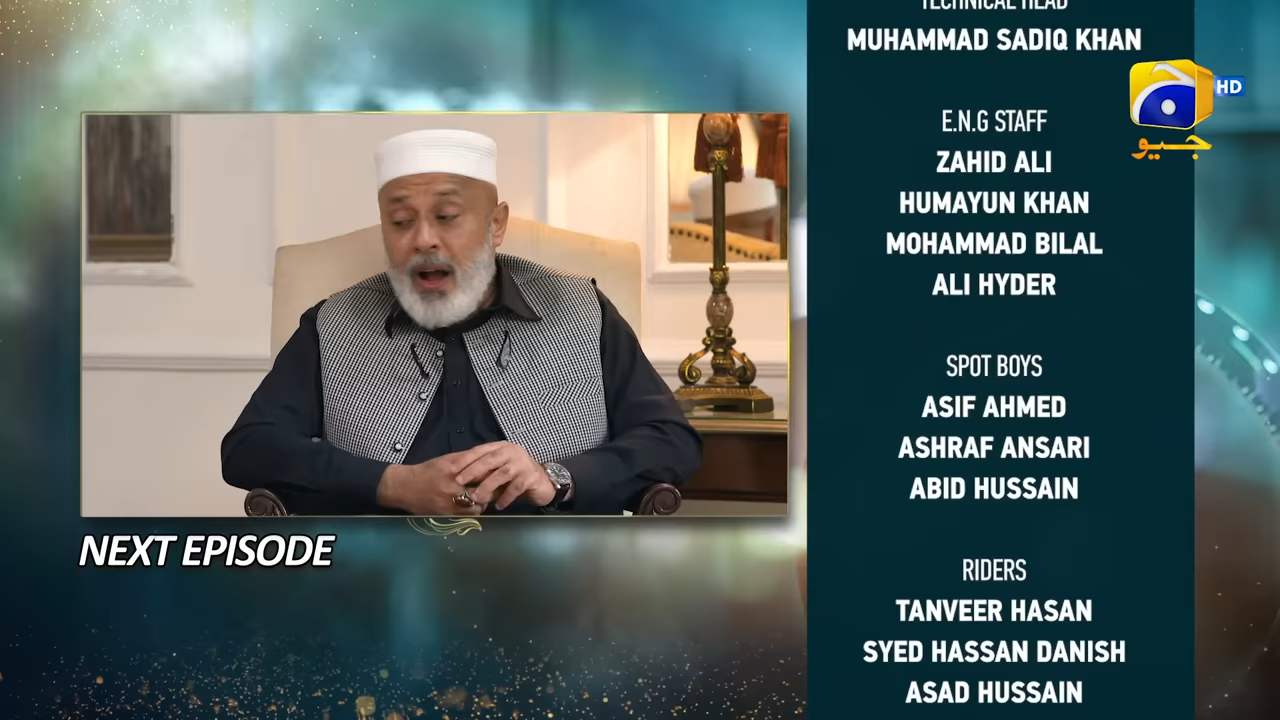 TECHNICAL HEAD
MUHAMMAD SADIQ KHAN
HD
جیو
E.N.G STAFF
ZAHID ALI
HUMAYUN KHAN
MOHAMMAD BILAL
ALI HYDER
SPOT BOYS
ASIF AHMED
ASHRAF ANSARI
ABID HUSSAIN
NEXT EPISODE
RIDERS
TANVEER HASAN
SYED HASSAN DANISH
ASAD HUSSAIN